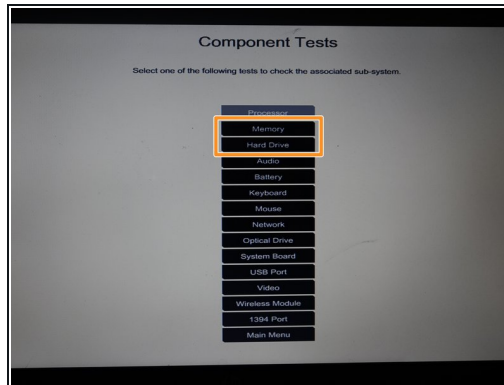 Component Tests
Select one of the following tests to check the associated sub-system.
Processor
Memory
Hard Drive
Audio
Battery
Keyboard
Mouse
Network
Optical Drive
System Board
USB Port
Video
Wireless Module
1394 Port
Main Menu